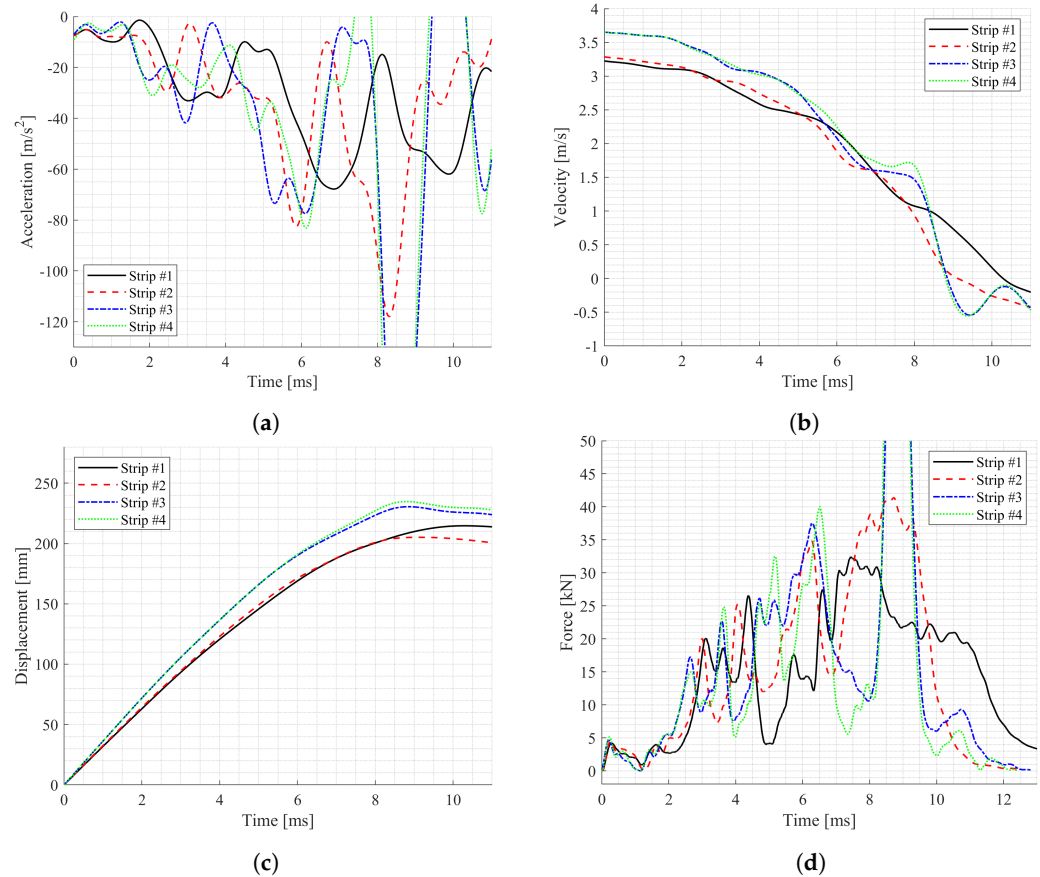 0
-20
-40
-60
-80
-100
-120
Acceleration [m/s²]
Strip #1
Strip #2
Strip #3
Strip #4
0 2 4 6 8 10
Time [ms]
(a)
4
3.5
3
2.5
2
1.5
1
0.5
0
-0.5
-1
Velocity [m/s]
Strip #1
Strip #2
Strip #3
Strip #4
0 2 4 6 8 10
Time [ms]
(b)
250
200
150
100
50
0
Displacement [mm]
Strip #1
Strip #2
Strip #3
Strip #4
0 2 4 6 8 10
Time [ms]
(c)
50
45
40
35
30
25
20
15
10
5
0
Force [kN]
Strip #1
Strip #2
Strip #3
Strip #4
0 2 4 6 8 10 12
Time [ms]
(d)